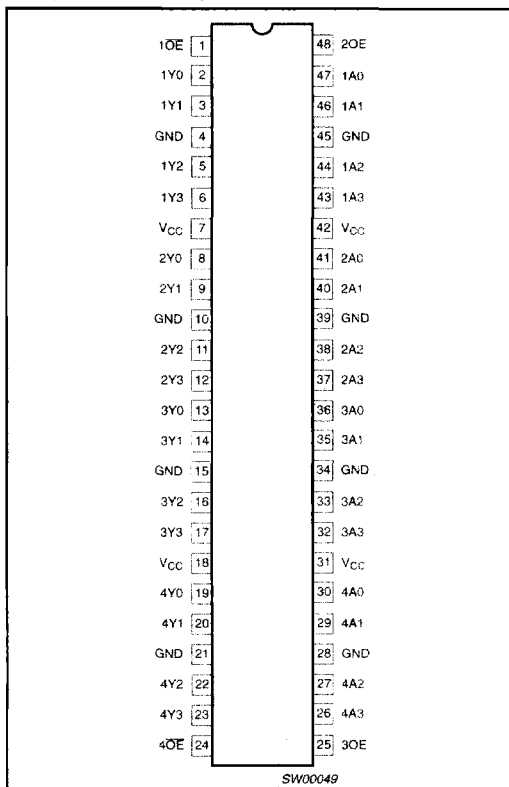 1O̅E̅ 1 48 2OE
1Y0 2 47 1A0
1Y1 3 46 1A1
GND 4 45 GND
1Y2 5 44 1A2
1Y3 6 43 1A3
VCC 7 42 VCC
2Y0 8 41 2A0
2Y1 9 40 2A1
GND 10 39 GND
2Y2 11 38 2A2
2Y3 12 37 2A3
3Y0 13 36 3A0
3Y1 14 35 3A1
GND 15 34 GND
3Y2 16 33 3A2
3Y3 17 32 3A3
VCC 18 31 VCC
4Y0 19 30 4A0
4Y1 20 29 4A1
GND 21 28 GND
4Y2 22 27 4A2
4Y3 23 26 4A3
4O̅E̅ 24 25 3OE
SW00049